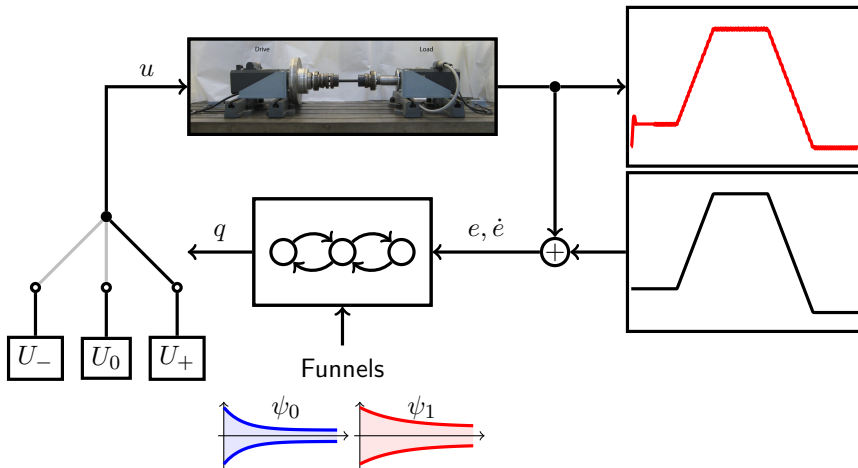 Drive
Load
u
q
e, ė
+
U₋
U₀
U₊
Funnels
ψ₀
ψ₁